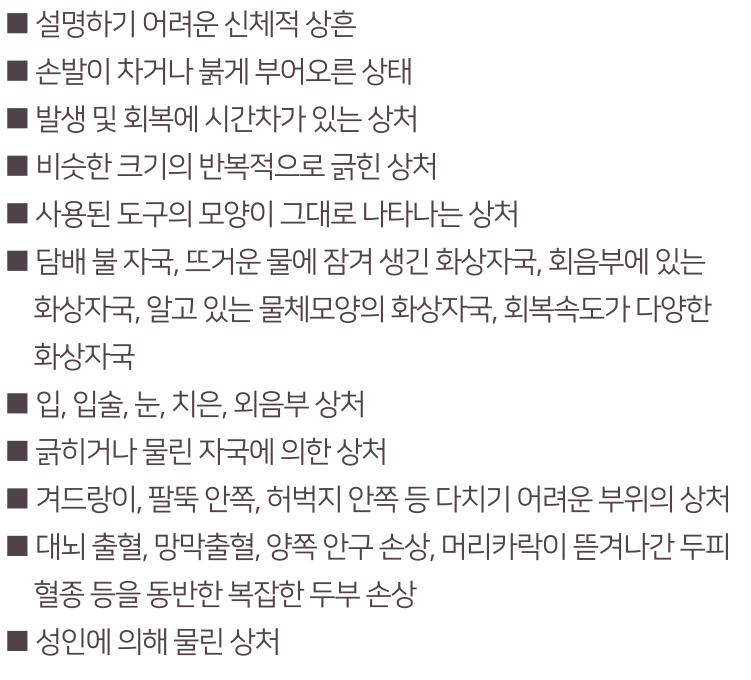 ■ 설명하기 어려운 신체적 상흔
■ 손발이 차거나 붉게 부어오른 상태
■ 발생 및 회복에 시간차가 있는 상처
■ 비슷한 크기의 반복적으로 긁힌 상처
■ 사용된 도구의 모양이 그대로 나타나는 상처
■ 담배 불 자국, 뜨거운 물에 잠겨 생긴 화상자국, 회음부에 있는
화상자국, 알고 있는 물체모양의 화상자국, 회복속도가 다양한
화상자국
■ 입, 입술, 눈, 치은, 외음부 상처
■ 긁히거나 물린 자국에 의한 상처
■ 겨드랑이, 팔뚝 안쪽, 허벅지 안쪽 등 다치기 어려운 부위의 상처
■ 대뇌 출혈, 망막출혈, 양쪽 안구 손상, 머리카락이 뜯겨나간 두피
혈종 등을 동반한 복잡한 두부 손상
■ 성인에 의해 물린 상처